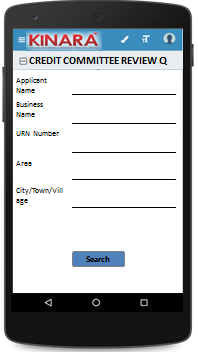 KINARA
CREDIT COMMITTEE REVIEW Q
Applicant
Name
Business
Name
URN Number
Area
City/Town/Vill
age
Search